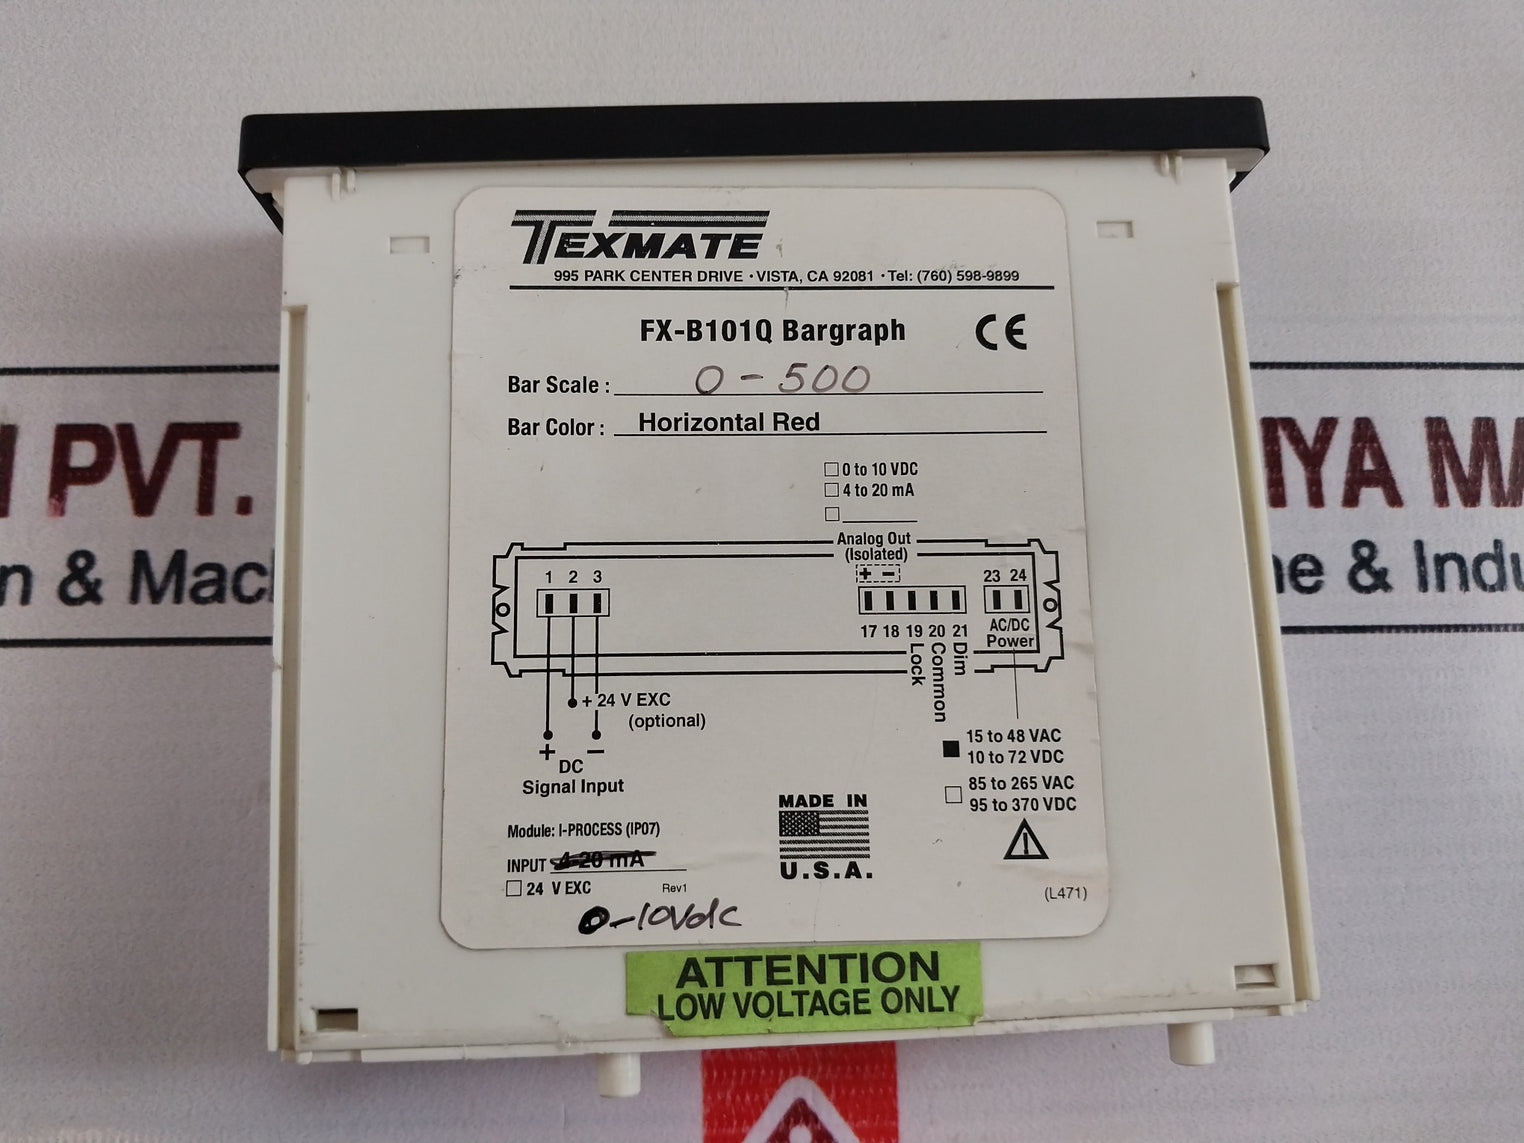 TEXMATE
995 PARK CENTER DRIVE • VISTA, CA 92081 • Tel: (760) 598-9899
FX-B101Q Bargraph CE
Bar Scale : 0 - 500
Bar Color : Horizontal Red
0 to 10 VDC
4 to 20 mA
Analog Out
(Isolated)
+ −
1 2 3
23 24
17 18 19 20 21
AC/DC
Power
Lock
Common
Dim
+ 24 V EXC
(optional)
+ −
DC
Signal Input
15 to 48 VAC
10 to 72 VDC
85 to 265 VAC
95 to 370 VDC
Module: I-PROCESS (IP07)
INPUT 4-20 mA
24 V EXC Rev1
0-10Vdc
MADE IN
U.S.A.
(L471)
ATTENTION
LOW VOLTAGE ONLY
PVT.
n & Mac
IYA MA
ne & Indu